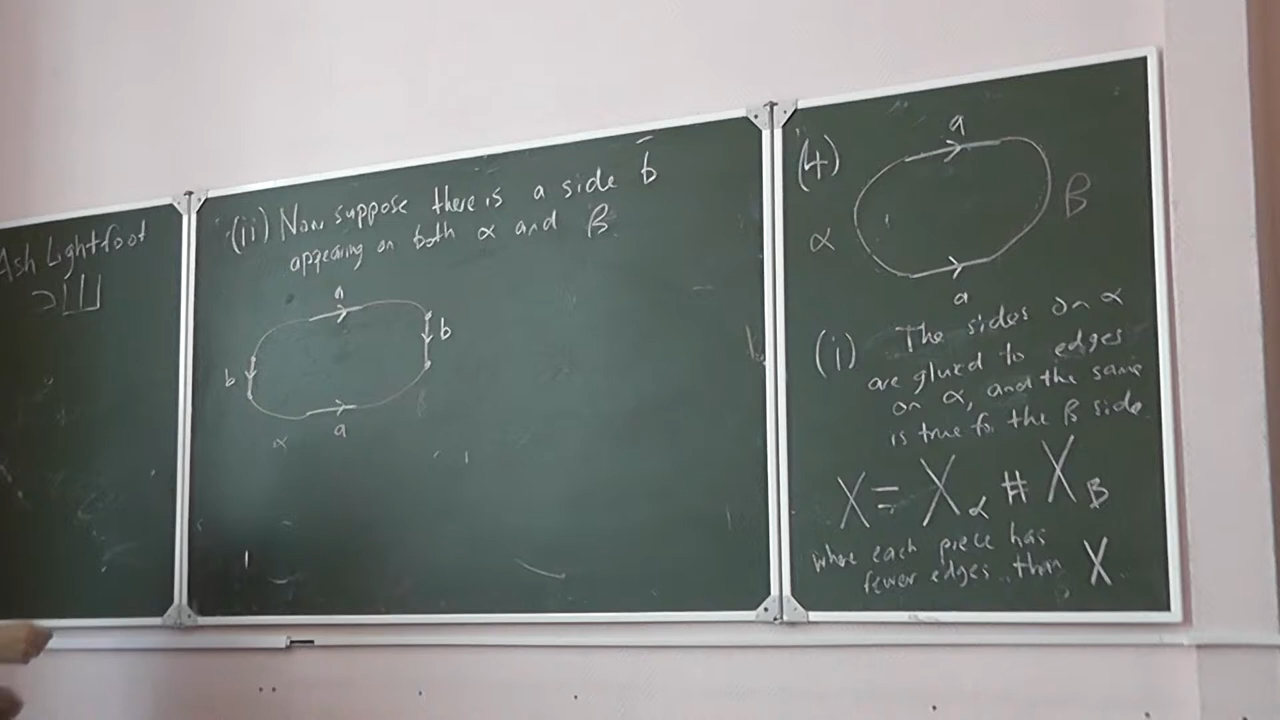 Ash Lightfoot
(ii) Now suppose there is a side b
appearing on both α and β.
a
b
b
α
a
(4)
a
β
α
a
(i) The sides on α
are glued to edges
on α, and the same
is true for the β side.
X = Xα # Xβ
where each piece has
fewer edges than X.